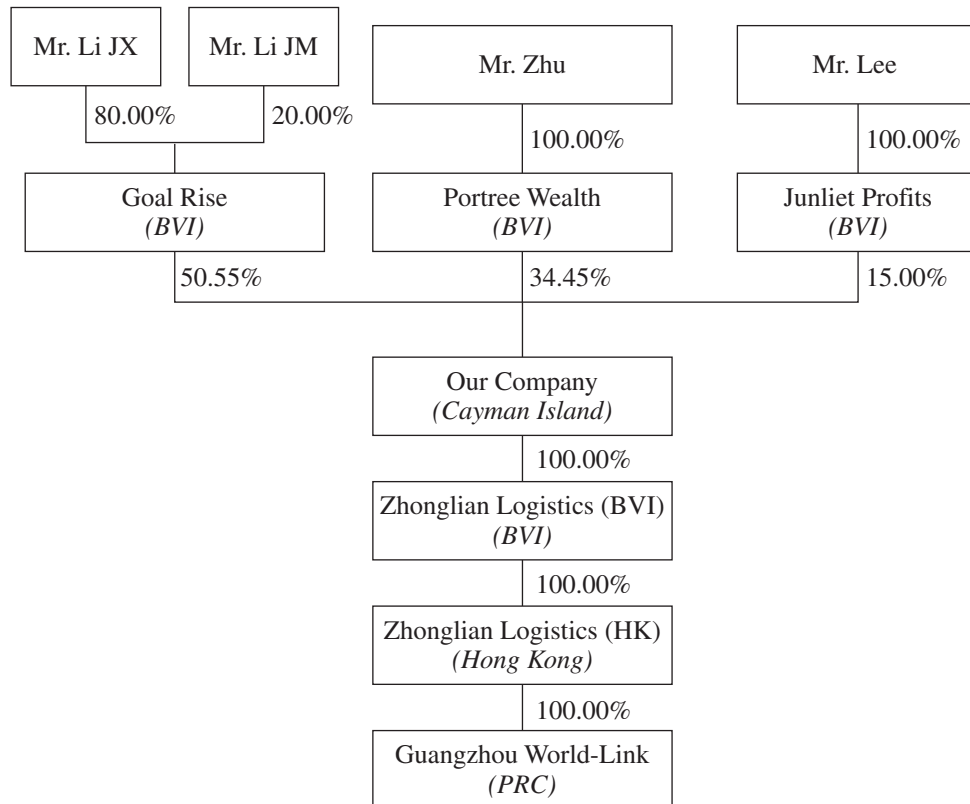 Mr. Li JX
Mr. Li JM
Mr. Zhu
Mr. Lee
80.00%
20.00%
100.00%
100.00%
Goal Rise
(BVI)
Portree Wealth
(BVI)
Junliet Profits
(BVI)
50.55%
34.45%
15.00%
Our Company
(Cayman Island)
100.00%
Zhonglian Logistics (BVI)
(BVI)
100.00%
Zhonglian Logistics (HK)
(Hong Kong)
100.00%
Guangzhou World-Link
(PRC)